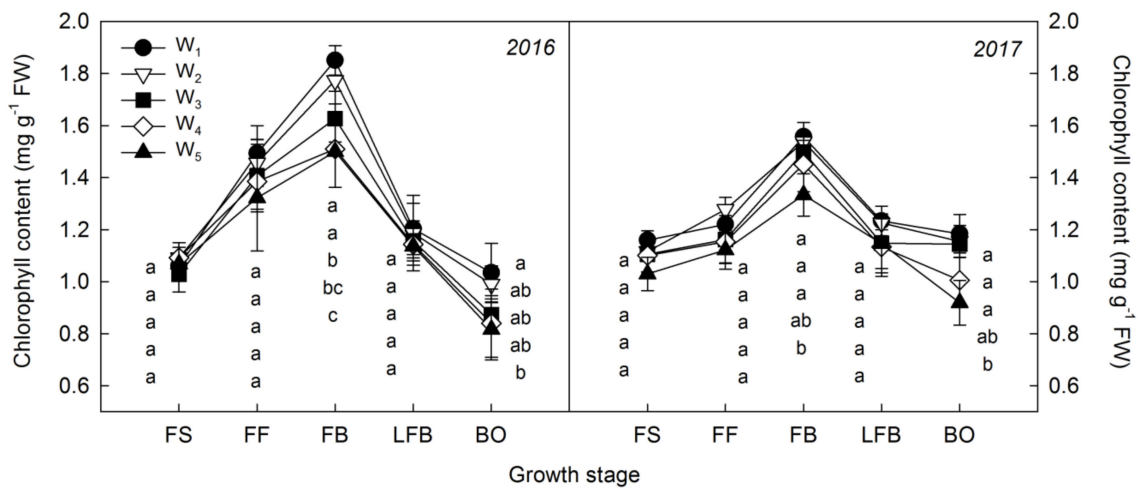 2.0
1.8
1.6
1.4
1.2
1.0
0.8
0.6
Chlorophyll content (mg g⁻¹ FW)
W₁
W₂
W₃
W₄
W₅
2016
a
a
a
a
a
a
a
a
a
a
a
a
b
bc
c
a
a
a
a
a
a
ab
ab
ab
b
FS FF FB LFB BO
2017
a
a
a
a
a
a
a
a
a
a
a
a
a
ab
b
a
a
a
a
a
a
a
a
ab
b
FS FF FB LFB BO
2.0
1.8
1.6
1.4
1.2
1.0
0.8
0.6
Chlorophyll content (mg g⁻¹ FW)
Growth stage